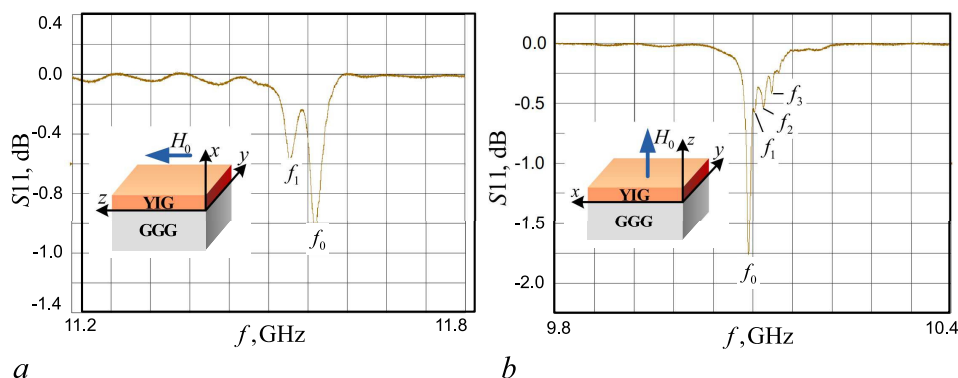 a
0.4
0.0
-0.4
-0.6
-0.8
-1.0
-1.4
S11, dB
H₀
x
y
z
YIG
GGG
f₁
f₀
11.2
11.8
f, GHz
a
b
0.0
-0.5
-1.0
-1.5
-2.0
S11, dB
H₀
z
y
x
YIG
GGG
f₃
f₂
f₁
f₀
9.8
10.4
f, GHz
b